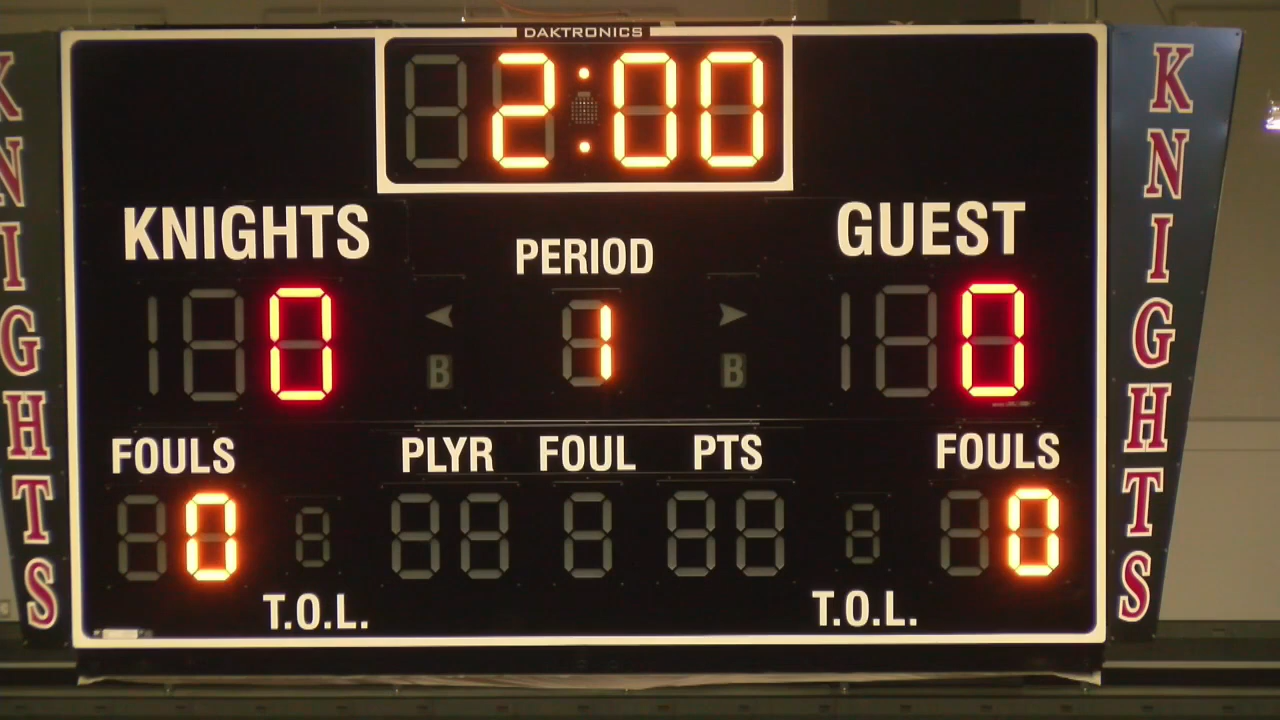 DAKTRONICS
2:00
KNIGHTS
GUEST
PERIOD
0
1
0
B
B
FOULS
PLYR
FOUL
PTS
FOULS
0
0
T.O.L.
T.O.L.
KNIGHTS
KNIGHTS